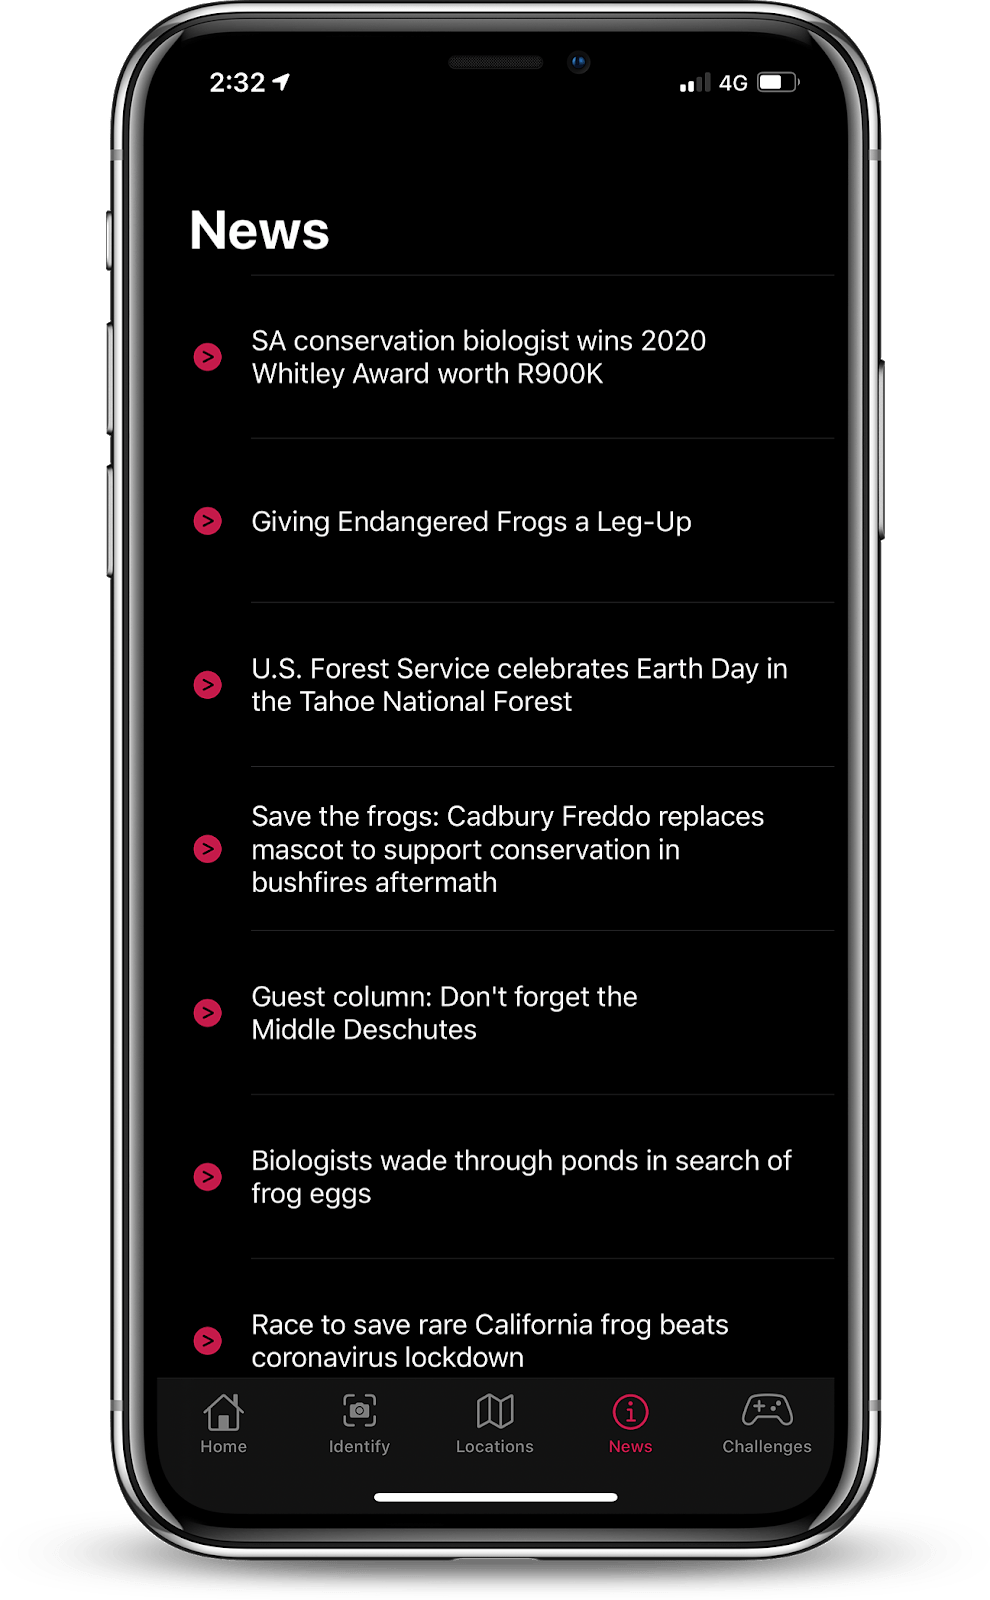 2:32
4G
News
SA conservation biologist wins 2020
Whitley Award worth R900K
Giving Endangered Frogs a Leg-Up
U.S. Forest Service celebrates Earth Day in
the Tahoe National Forest
Save the frogs: Cadbury Freddo replaces
mascot to support conservation in
bushfires aftermath
Guest column: Don't forget the
Middle Deschutes
Biologists wade through ponds in search of
frog eggs
Race to save rare California frog beats
coronavirus lockdown
Home
Identify
Locations
News
Challenges